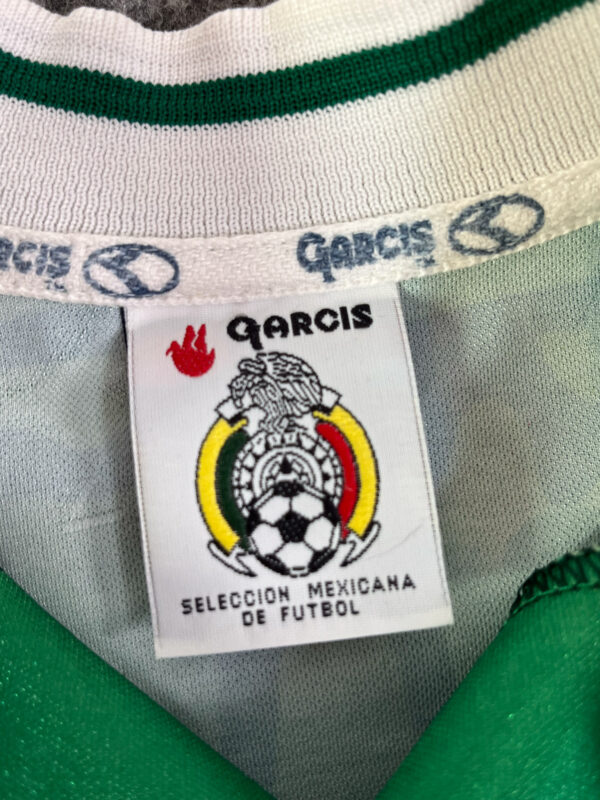 GARCIS
GARCIS
GARCIS
SELECCION MEXICANA
DE FUTBOL